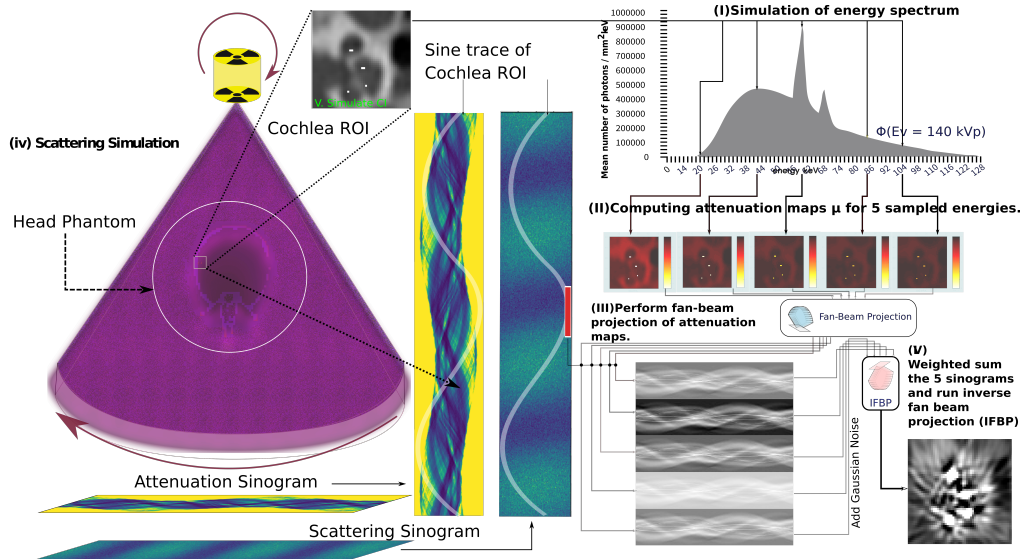 (I)Simulation of energy spectrum
1000000
900000
800000
700000
600000
500000
400000
300000
200000
100000
0
Mean number of photons / mm² keV
Φ(Ev = 140 kVp)
0 14 20 26 32 38 44 50 56 62 68 74 80 86 92 98 104 110 116 122 128
energy keV
Cochlea ROI
Sine trace of
Cochlea ROI
(iv) Scattering Simulation
Head Phantom
(II)Computing attenuation maps μ for 5 sampled energies.
(III)Perform fan-beam
projection of attenuation
maps.
Fan-Beam Projection
(V)
Weighted sum
the 5 sinograms
and run inverse
fan beam
projection (IFBP)
IFBP
Add Gaussian Noise
Attenuation Sinogram
Scattering Sinogram